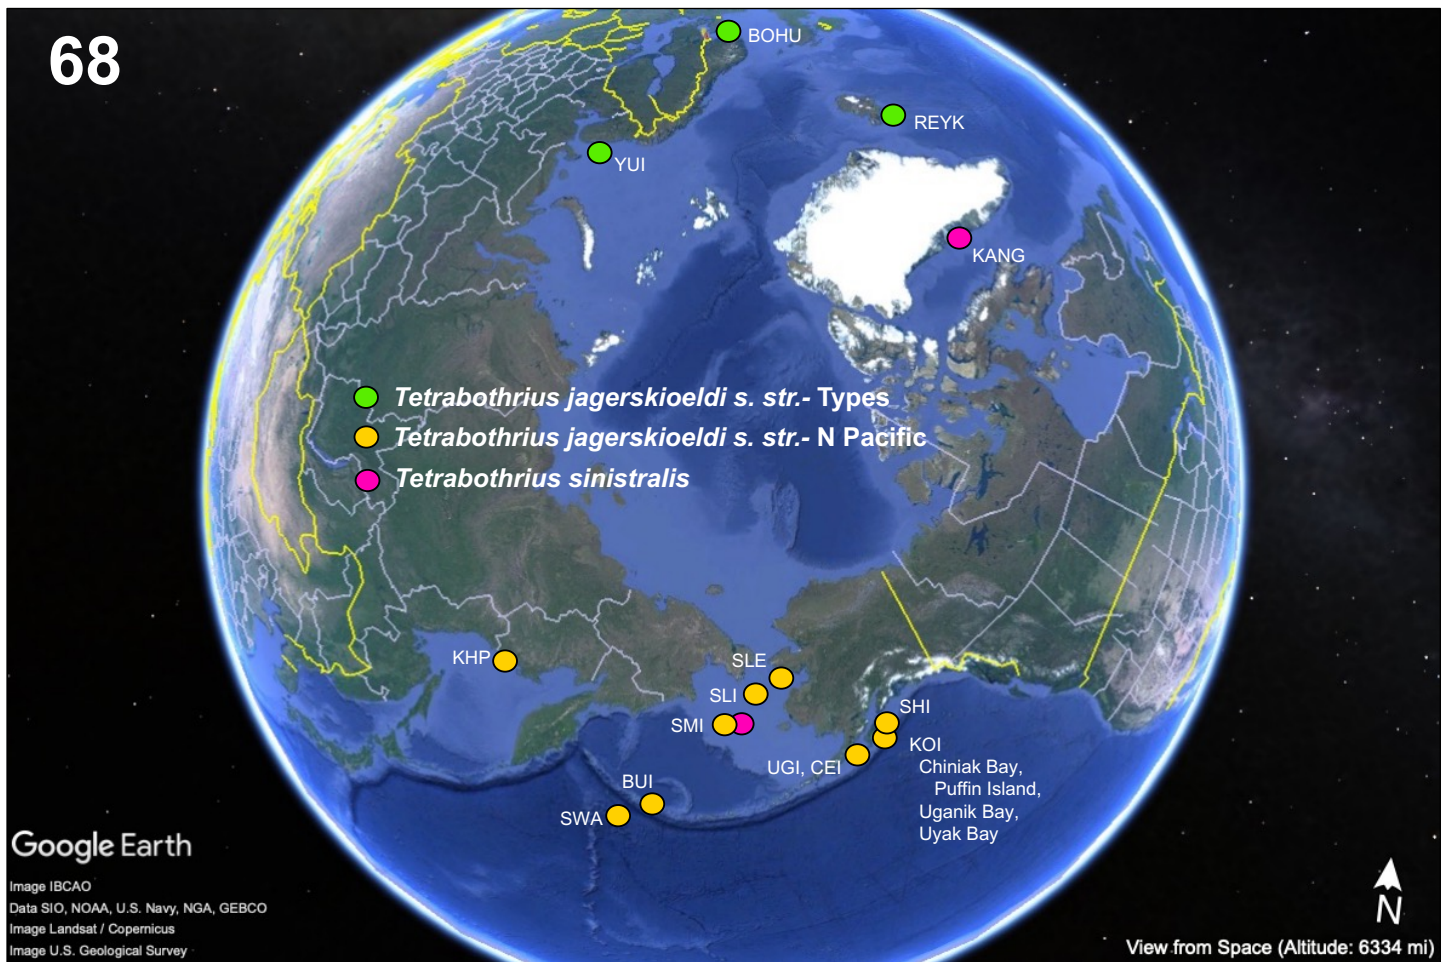 68
BOHU
REYK
YUI
KANG
Tetrabothrius jagerskioeldi s. str.- Types
Tetrabothrius jagerskioeldi s. str.- N Pacific
Tetrabothrius sinistralis
KHP
SLE
SLI
SMI
SHI
KOI
Chiniak Bay,
Puffin Island,
Uganik Bay,
Uyak Bay
UGI, CEI
BUI
SWA
Google Earth
Image IBCAO
Data SIO, NOAA, U.S. Navy, NGA, GEBCO
Image Landsat / Copernicus
Image U.S. Geological Survey
N
View from Space (Altitude: 6334 mi)